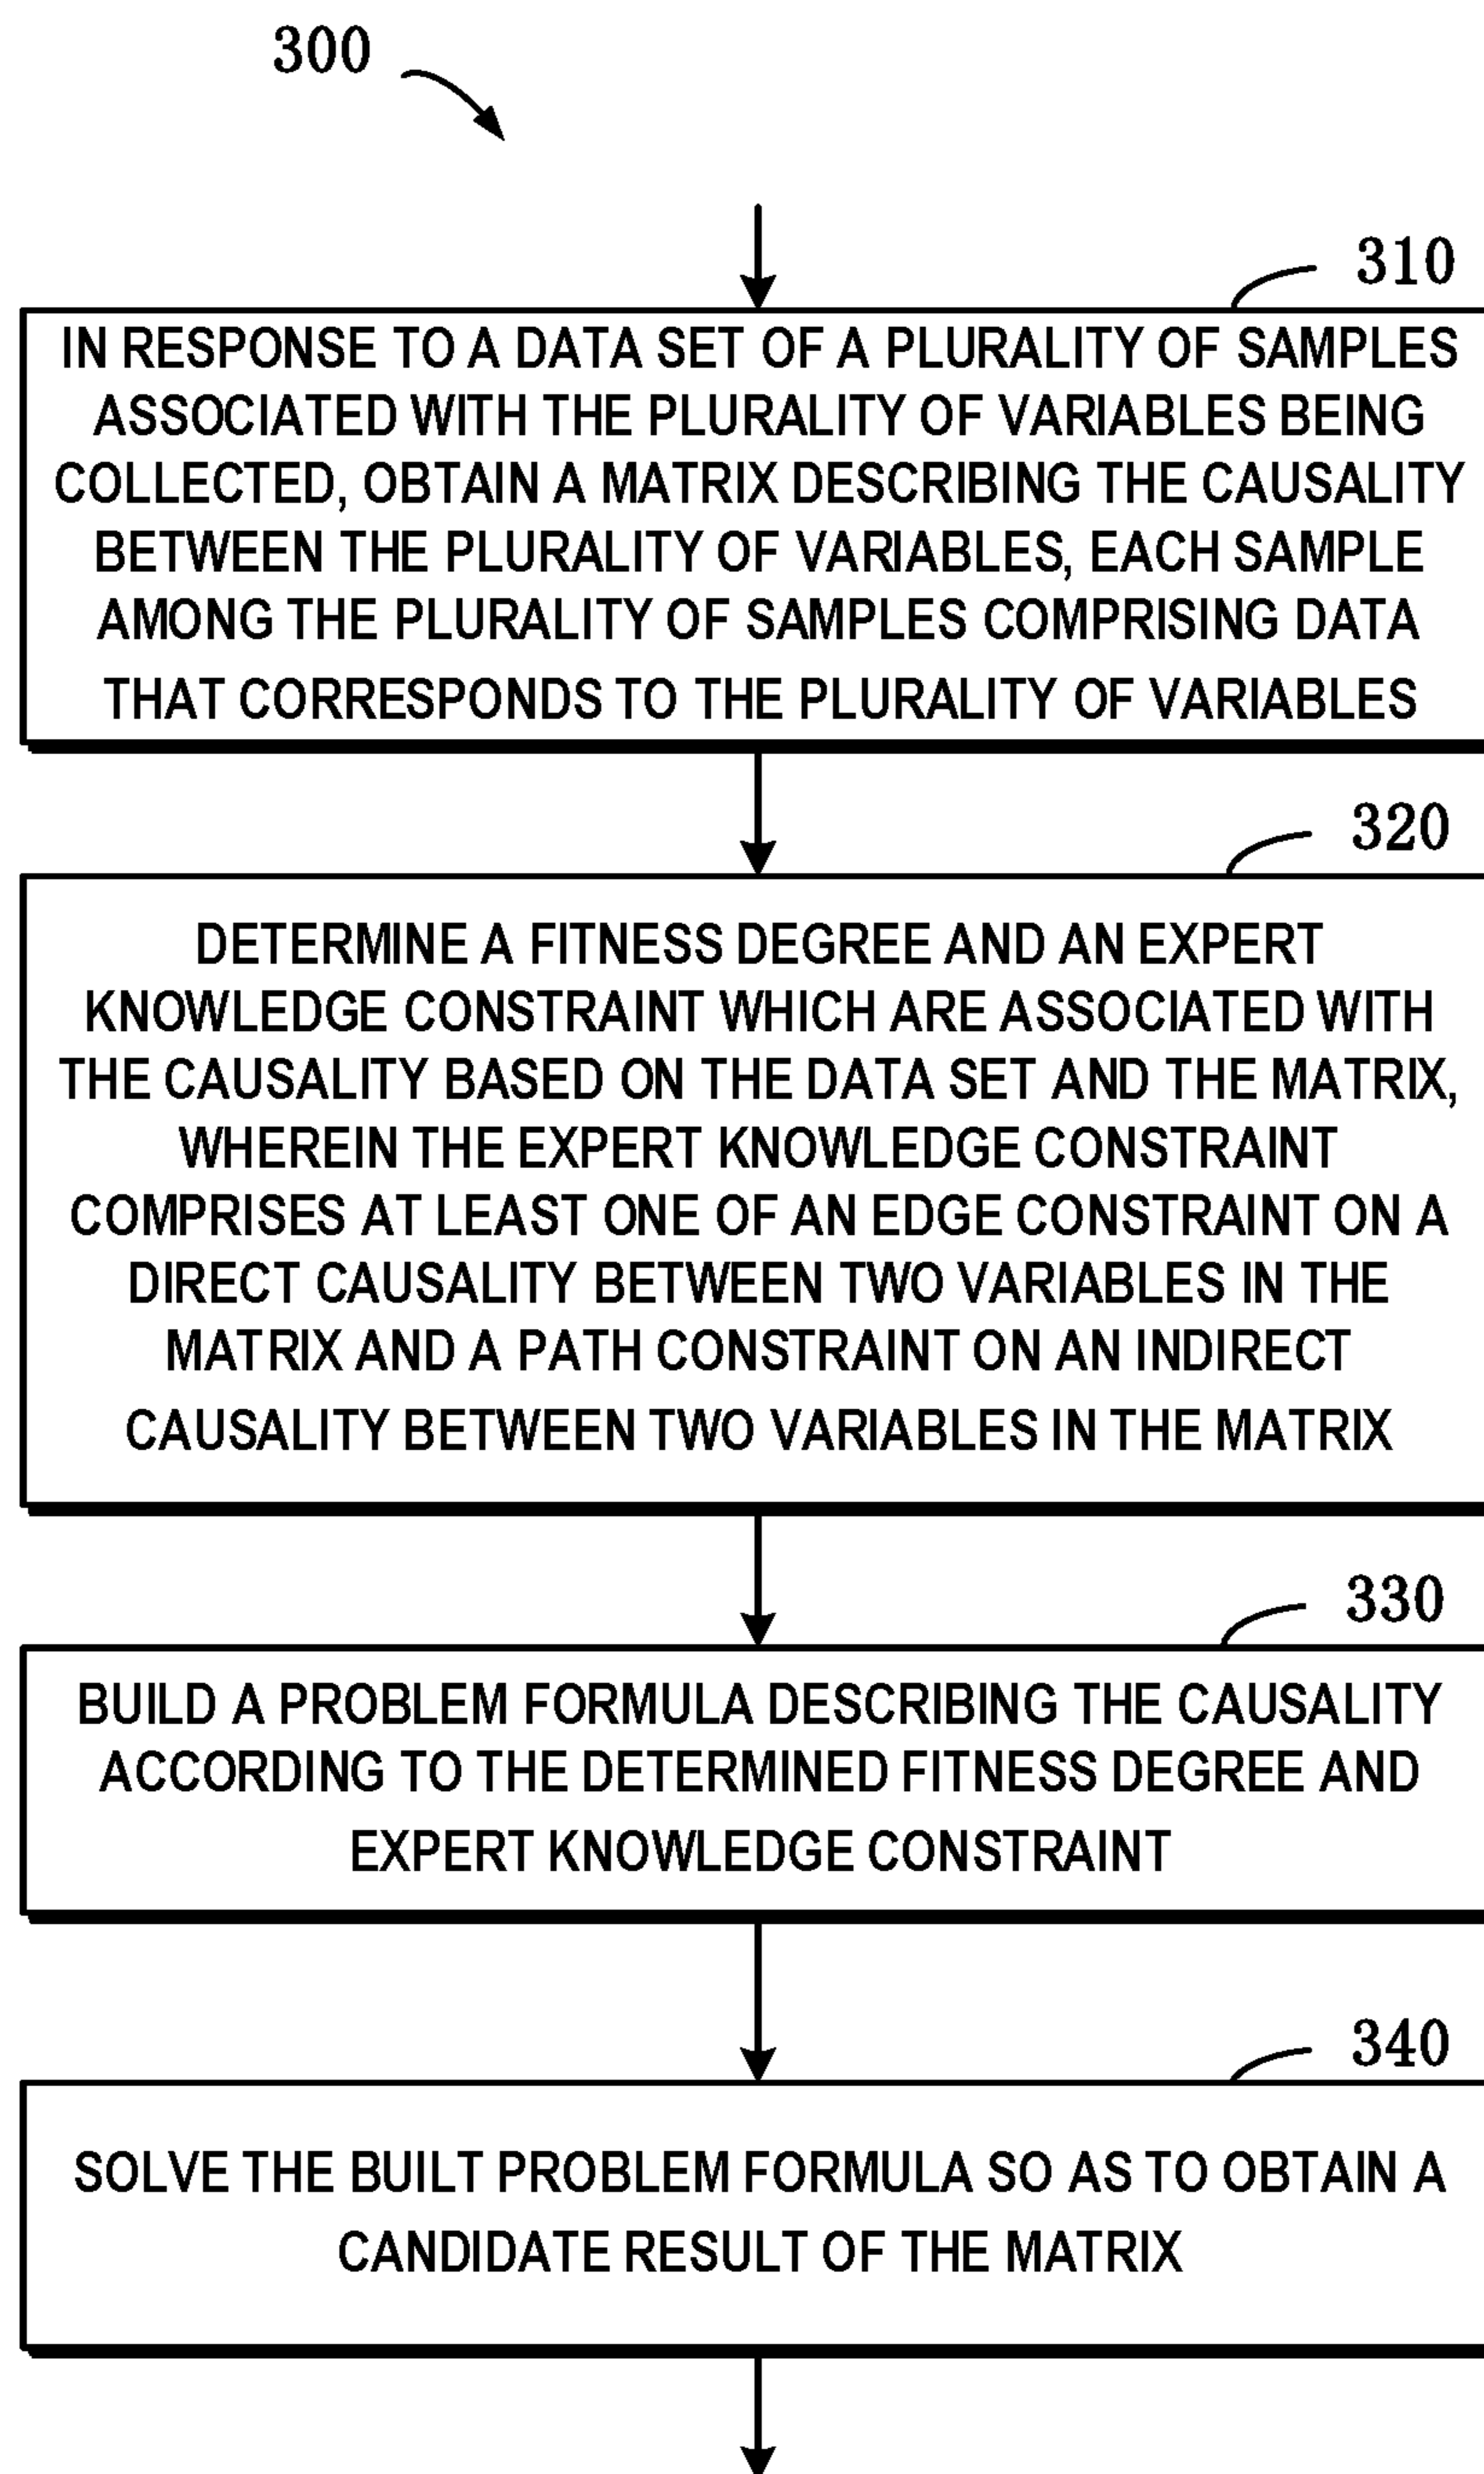 300
310
IN RESPONSE TO A DATA SET OF A PLURALITY OF SAMPLES
ASSOCIATED WITH THE PLURALITY OF VARIABLES BEING
COLLECTED, OBTAIN A MATRIX DESCRIBING THE CAUSALITY
BETWEEN THE PLURALITY OF VARIABLES, EACH SAMPLE
AMONG THE PLURALITY OF SAMPLES COMPRISING DATA
THAT CORRESPONDS TO THE PLURALITY OF VARIABLES
320
DETERMINE A FITNESS DEGREE AND AN EXPERT
KNOWLEDGE CONSTRAINT WHICH ARE ASSOCIATED WITH
THE CAUSALITY BASED ON THE DATA SET AND THE MATRIX,
WHEREIN THE EXPERT KNOWLEDGE CONSTRAINT
COMPRISES AT LEAST ONE OF AN EDGE CONSTRAINT ON A
DIRECT CAUSALITY BETWEEN TWO VARIABLES IN THE
MATRIX AND A PATH CONSTRAINT ON AN INDIRECT
CAUSALITY BETWEEN TWO VARIABLES IN THE MATRIX
330
BUILD A PROBLEM FORMULA DESCRIBING THE CAUSALITY
ACCORDING TO THE DETERMINED FITNESS DEGREE AND
EXPERT KNOWLEDGE CONSTRAINT
340
SOLVE THE BUILT PROBLEM FORMULA SO AS TO OBTAIN A
CANDIDATE RESULT OF THE MATRIX